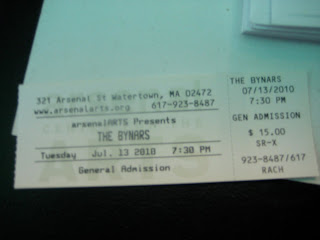 321 Arsenal St Watertown, MA 02472
www.arsenalarts.org 617-923-8487
arsenalARTS Presents
THE BYNARS
Tuesday Jul. 13 2010 7:30 PM
General Admission
THE BYNARS
07/13/2010
7:30 PM
GEN ADMISSION
$ 15.00
SR-X
923-8487/617
RACH